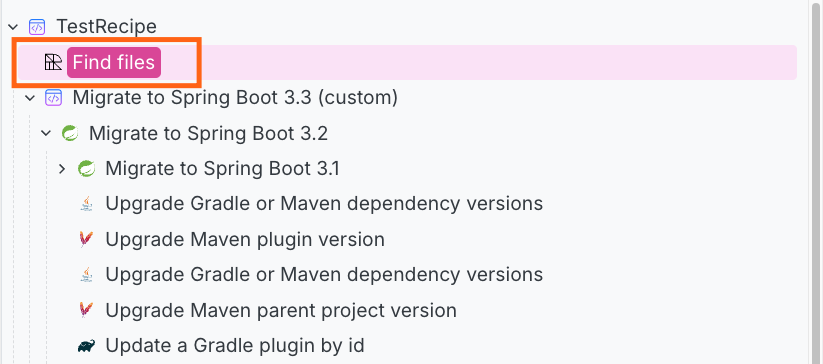 TestRecipe
Find files
Migrate to Spring Boot 3.3 (custom)
Migrate to Spring Boot 3.2
Migrate to Spring Boot 3.1
Upgrade Gradle or Maven dependency versions
Upgrade Maven plugin version
Upgrade Gradle or Maven dependency versions
Upgrade Maven parent project version
Update a Gradle plugin by id